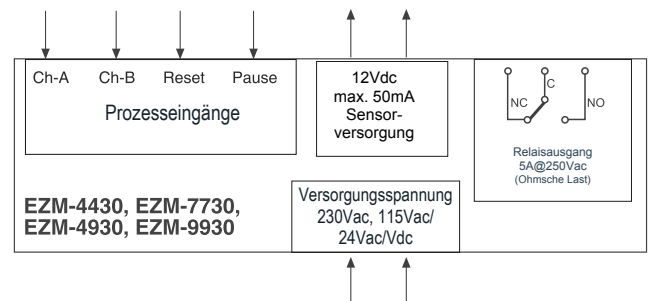 Ch-A Ch-B Reset Pause
Prozesseingänge
12Vdc
max. 50mA
Sensor-
versorgung
C
NC NO
Relaisausgang
5A@250Vac
(Ohmsche Last)
EZM-4430, EZM-7730,
EZM-4930, EZM-9930
Versorgungsspannung
230Vac, 115Vac/
24Vac/Vdc